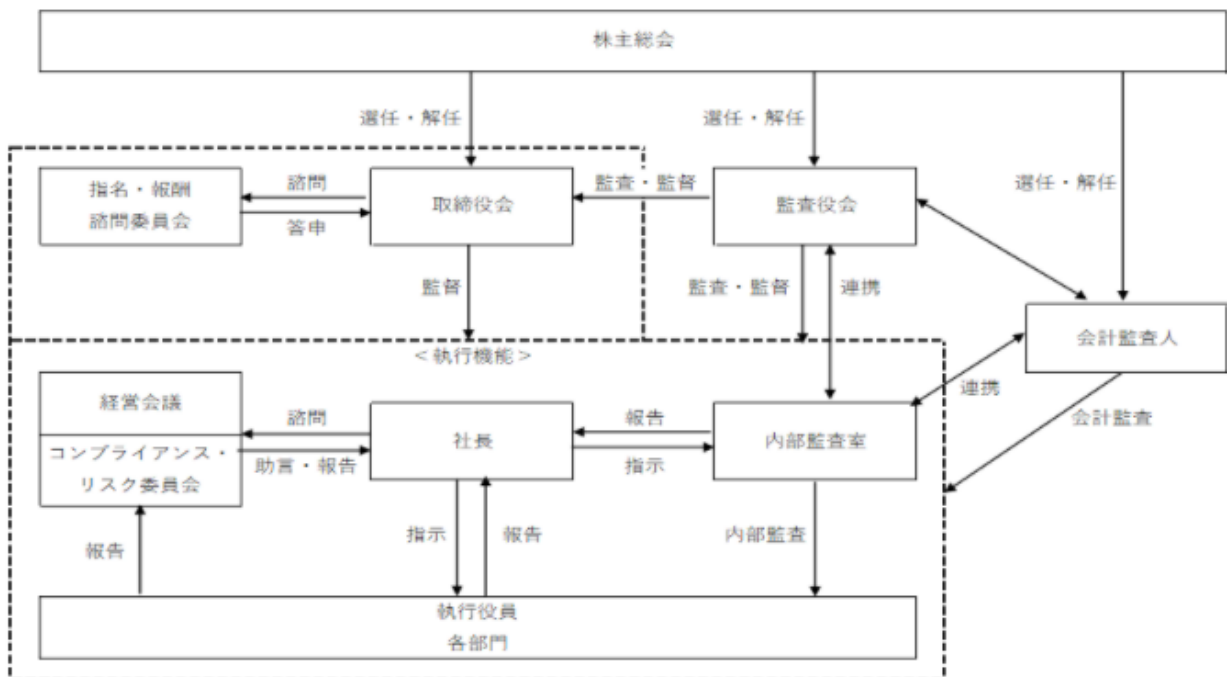 株主総会
選任・解任
選任・解任
選任・解任
指名・報酬
諮問委員会
諮問
答申
取締役会
監査・監督
監査役会
監督
監査・監督
連携
会計監査人
＜執行機能＞
連携
会計監査
経営会議
コンプライアンス・
リスク委員会
諮問
助言・報告
社長
報告
指示
内部監査室
報告
指示
報告
内部監査
執行役員
各部門